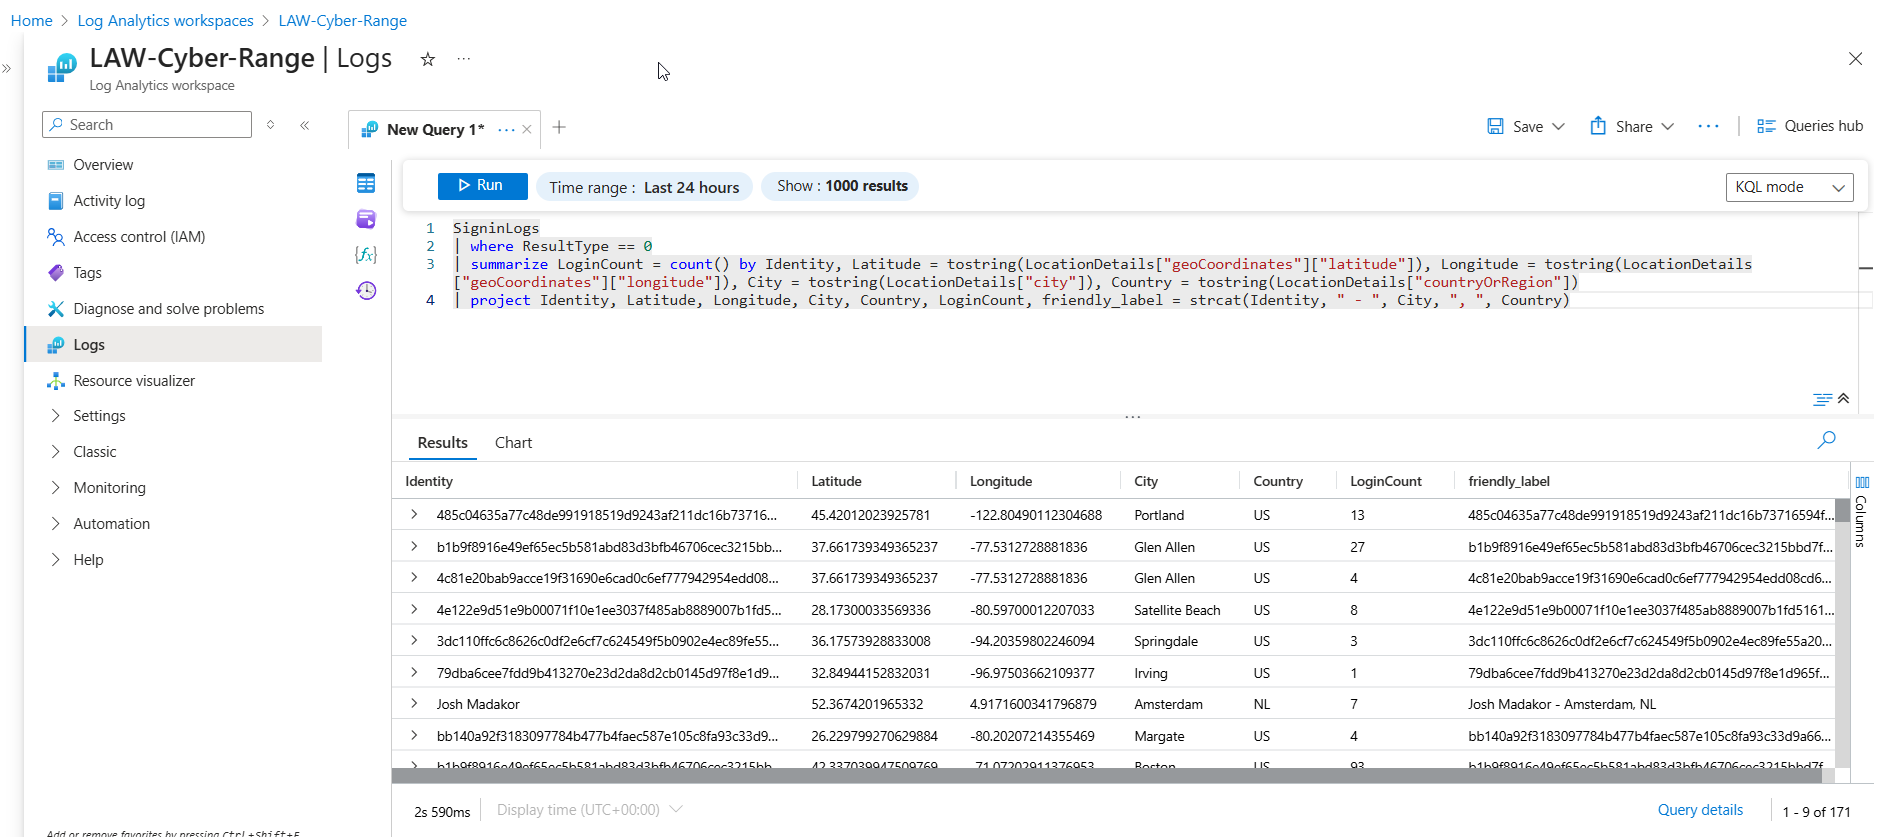 Home > Log Analytics workspaces > LAW-Cyber-Range
LAW-Cyber-Range | Logs
Log Analytics workspace
Search
Overview
Activity log
Access control (IAM)
Tags
Diagnose and solve problems
Logs
Resource visualizer
Settings
Classic
Monitoring
Automation
Help
Add or remove favorites by pressing Ctrl+Shift+F
New Query 1*
Save
Share
Queries hub
Run
Time range : Last 24 hours
Show : 1000 results
KQL mode
1 SigninLogs
2 | where ResultType == 0
3 | summarize LoginCount = count() by Identity, Latitude = tostring(LocationDetails["geoCoordinates"]["latitude"]), Longitude = tostring(LocationDetails
["geoCoordinates"]["longitude"]), City = tostring(LocationDetails["city"]), Country = tostring(LocationDetails["countryOrRegion"])
4 | project Identity, Latitude, Longitude, City, Country, LoginCount, friendly_label = strcat(Identity, " - ", City, ", ", Country)
Results Chart
Identity Latitude Longitude City Country LoginCount friendly_label
485c04635a77c48de991918519d9243af211dc16b73716... 45.42012023925781 -122.80490112304688 Portland US 13 485c04635a77c48de991918519d9243af211dc16b73716594f...
b1b9f8916e49ef65ec5b581abd83d3bfb46706cec3215bb... 37.661739349365237 -77.5312728881836 Glen Allen US 27 b1b9f8916e49ef65ec5b581abd83d3bfb46706cec3215bbd7f...
4c81e20bab9acce19f31690e6cad0c6ef777942954edd08... 37.661739349365237 -77.5312728881836 Glen Allen US 4 4c81e20bab9acce19f31690e6cad0c6ef777942954edd08cd6...
4e122e9d51e9b00071f10e1ee3037f485ab8889007b1fd5... 28.17300033569336 -80.59700012207033 Satellite Beach US 8 4e122e9d51e9b00071f10e1ee3037f485ab8889007b1fd5161...
3dc110ffc6c8626c0df2e6cf7c624549f5b0902e4ec89fe55... 36.17573928833008 -94.20359802246094 Springdale US 3 3dc110ffc6c8626c0df2e6cf7c624549f5b0902e4ec89fe55a20...
79dba6cee7fdd9b413270e23d2da8d2cb0145d97f8e1d9... 32.84944152832031 -96.97503662109377 Irving US 1 79dba6cee7fdd9b413270e23d2da8d2cb0145d97f8e1d965f...
Josh Madakor 52.3674201965332 4.9171600341796879 Amsterdam NL 7 Josh Madakor - Amsterdam, NL
bb140a92f3183097784b477b4faec587e105c8fa93c33d9... 26.229799270629884 -80.20207214355469 Margate US 4 bb140a92f3183097784b477b4faec587e105c8fa93c33d9a66...
b1b9f8916e49ef65ec5b581abd83d3bfb46706cec3215bb... 42.337039947509769 -71.07202911376953 Boston US 93 b1b9f8916e49ef65ec5b581abd83d3bfb46706cec3215bbd7f...
Columns
2s 590ms
Display time (UTC+00:00)
Query details
1 - 9 of 171